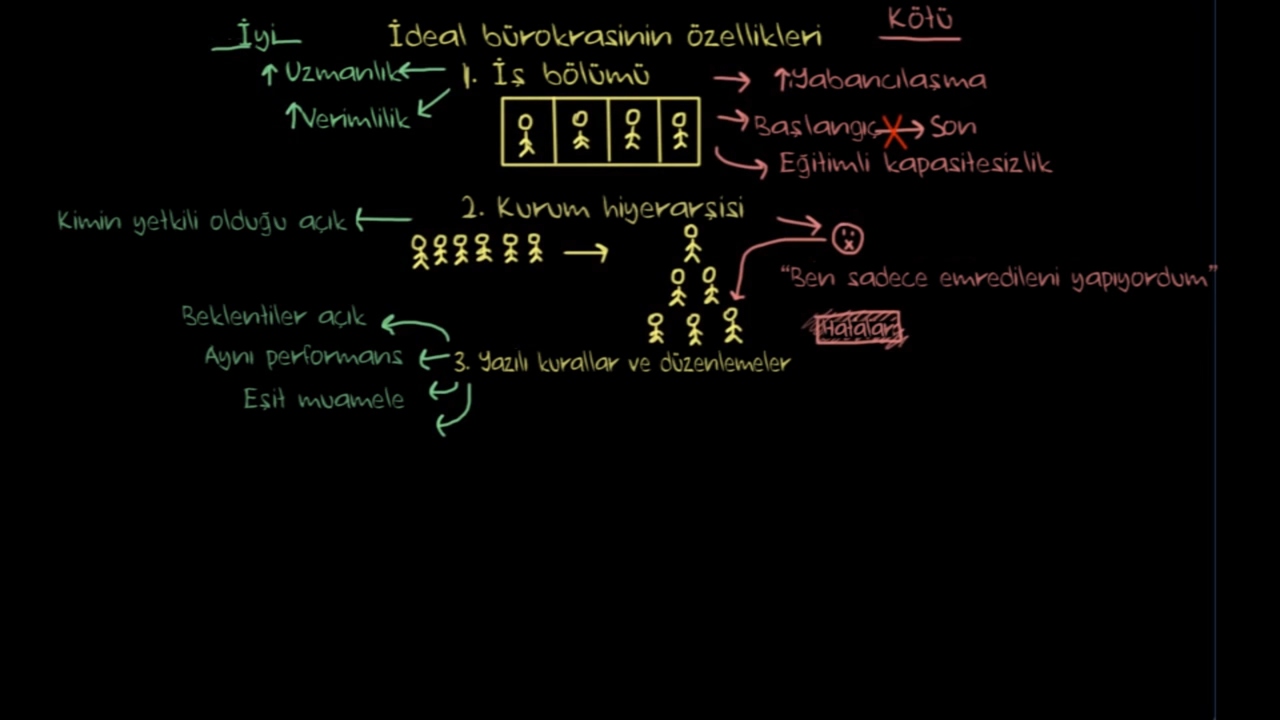 İyi
İdeal bürokrasinin özellikleri
Kötü
↑ Uzmanlık
1. İş bölümü
↑Yabancılaşma
↑Verimlilik
Başlangıç → Son
Eğitimli kapasitesizlik
2. Kurum hiyerarşisi
Kimin yetkili olduğu açık
"Ben sadece emredileni yapıyordum"
Beklentiler açık
Hatalar
Aynı performans
3. Yazılı kurallar ve düzenlemeler
Eşit muamele